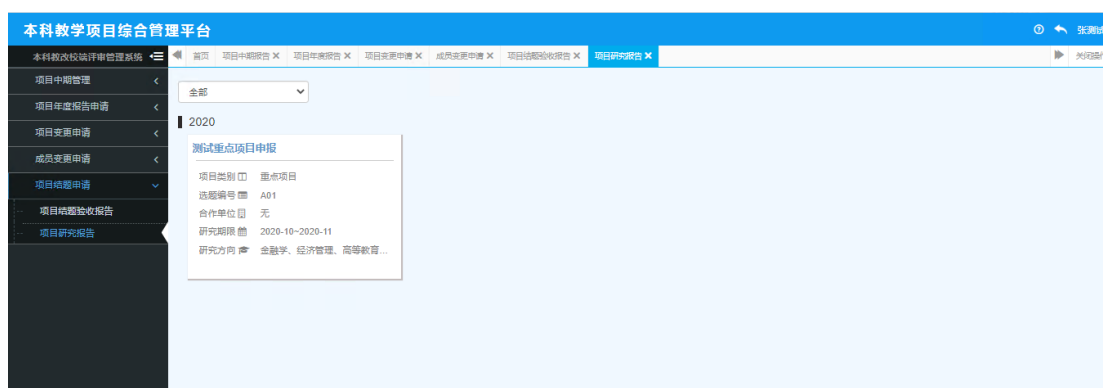 本科教学项目综合管理平台
张测试
本科教改校端评审管理系统
首页 项目中期报告 项目年度报告 项目变更申请 成员变更申请 项目结题验收报告 项目研究报告
关闭操作
项目中期管理
项目年度报告申请
项目变更申请
成员变更申请
项目结题申请
项目结题验收报告
项目研究报告
全部
2020
测试重点项目申报
项目类别 重点项目
选题编号 A01
合作单位 无
研究期限 2020-10~2020-11
研究方向 金融学、经济管理、高等教育...